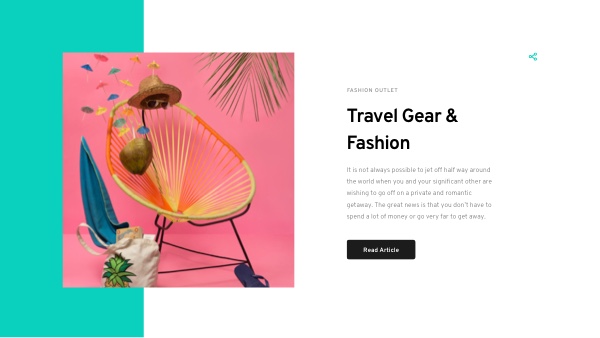 FASHION OUTLET
Travel Gear &
Fashion
It is not always possible to jet off half way around
the world when you and your significant other are
wishing to go off on a private and romantic
getaway. The great news is that you don't have to
spend a lot of money or go very far to get away.
Read Article